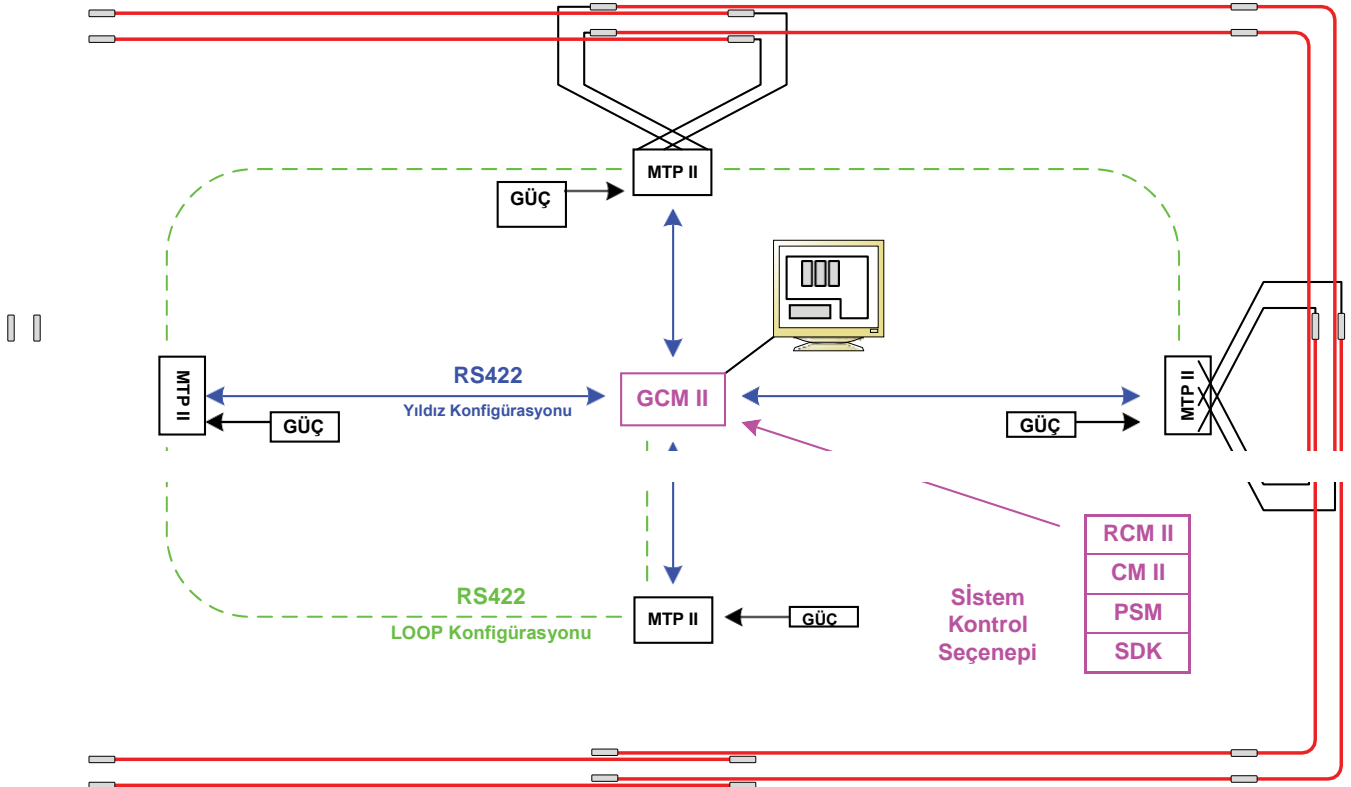 MTP II
GÜÇ
MTP II
RS422
Yıldız Konfigürasyonu
GÜÇ
GCM II
GÜÇ
MTP II
RCM II
CM II
PSM
SDK
Sİstem
Kontrol
Seçenepi
RS422
LOOP Konfigürasyonu
MTP II
GÜÇ